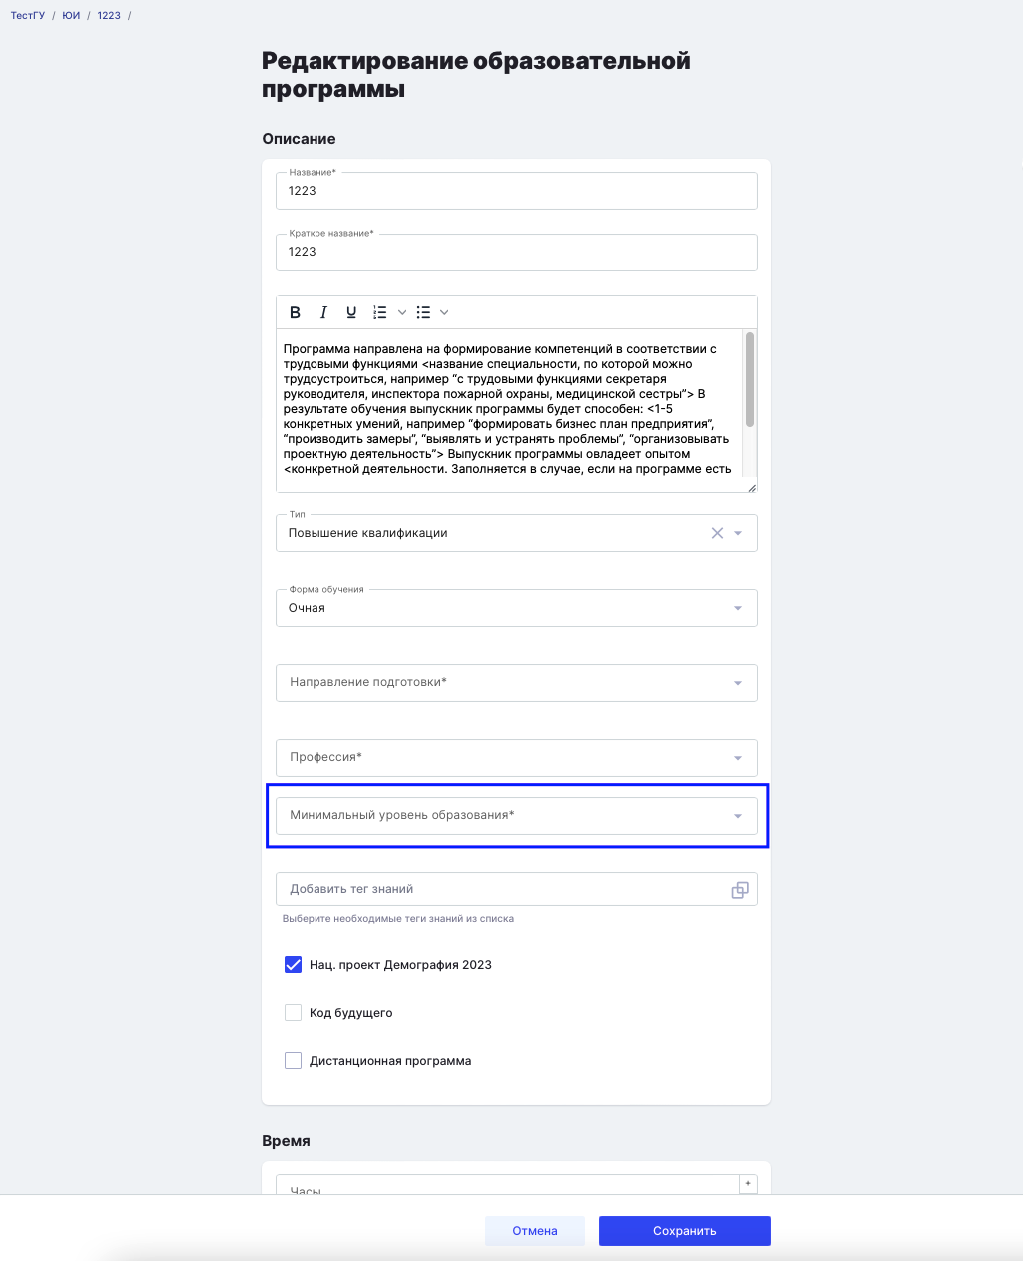 ТестГУ / ЮИ / 1223 /
Редактирование образовательной
программы
Описание
Название*
1223
Краткое название*
1223
B I U
Программа направлена на формирование компетенций в соответствии с
трудовыми функциями <название специальности, по которой можно
трудоустроиться, например “с трудовыми функциями секретаря
руководителя, инспектора пожарной охраны, медицинской сестры”> В
результате обучения выпускник программы будет способен: <1-5
конкретных умений, например “формировать бизнес план предприятия”,
“производить замеры”, “выявлять и устранять проблемы”, “организовывать
проектную деятельность”> Выпускник программы овладеет опытом
<конкретной деятельности. Заполняется в случае, если на программе есть
Тип
Повышение квалификации
Форма обучения
Очная
Направление подготовки*
Профессия*
Минимальный уровень образования*
Добавить тег знаний
Выберите необходимые теги знаний из списка
Нац. проект Демография 2023
Код будущего
Дистанционная программа
Время
Часы
+
Отмена
Сохранить